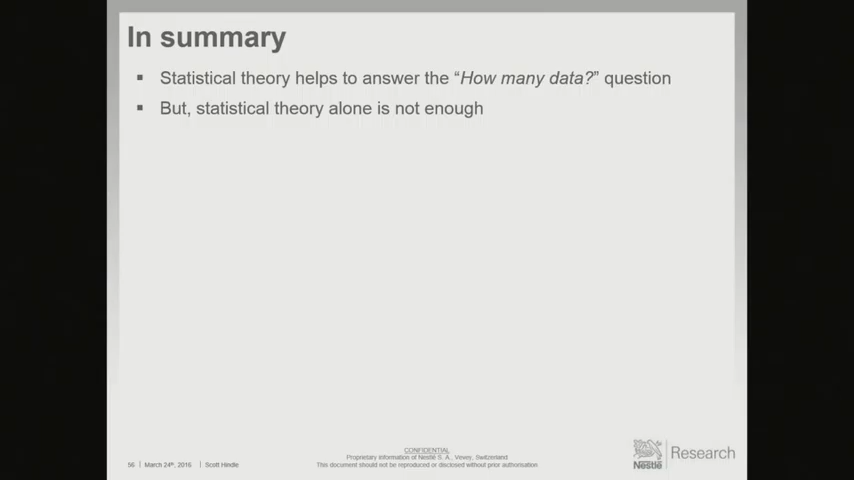 In summary
Statistical theory helps to answer the “How many data?” question
But, statistical theory alone is not enough
CONFIDENTIAL
Proprietary information of Nestlé S. A., Vevey, Switzerland
This document should not be reproduced or disclosed without prior authorisation
56 | March 24th, 2016 | Scott Hindle
Nestlé Research